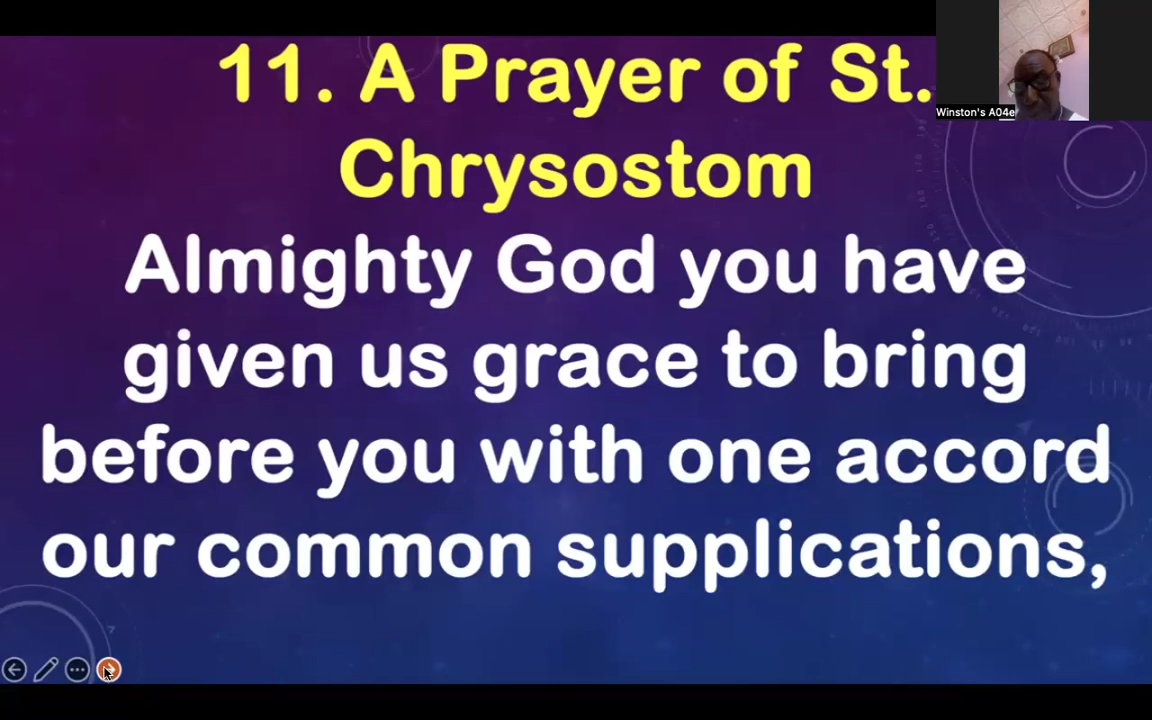 11. A Prayer of St.
Chrysostom
Almighty God you have
given us grace to bring
before you with one accord
our common supplications,
Winston's A04e